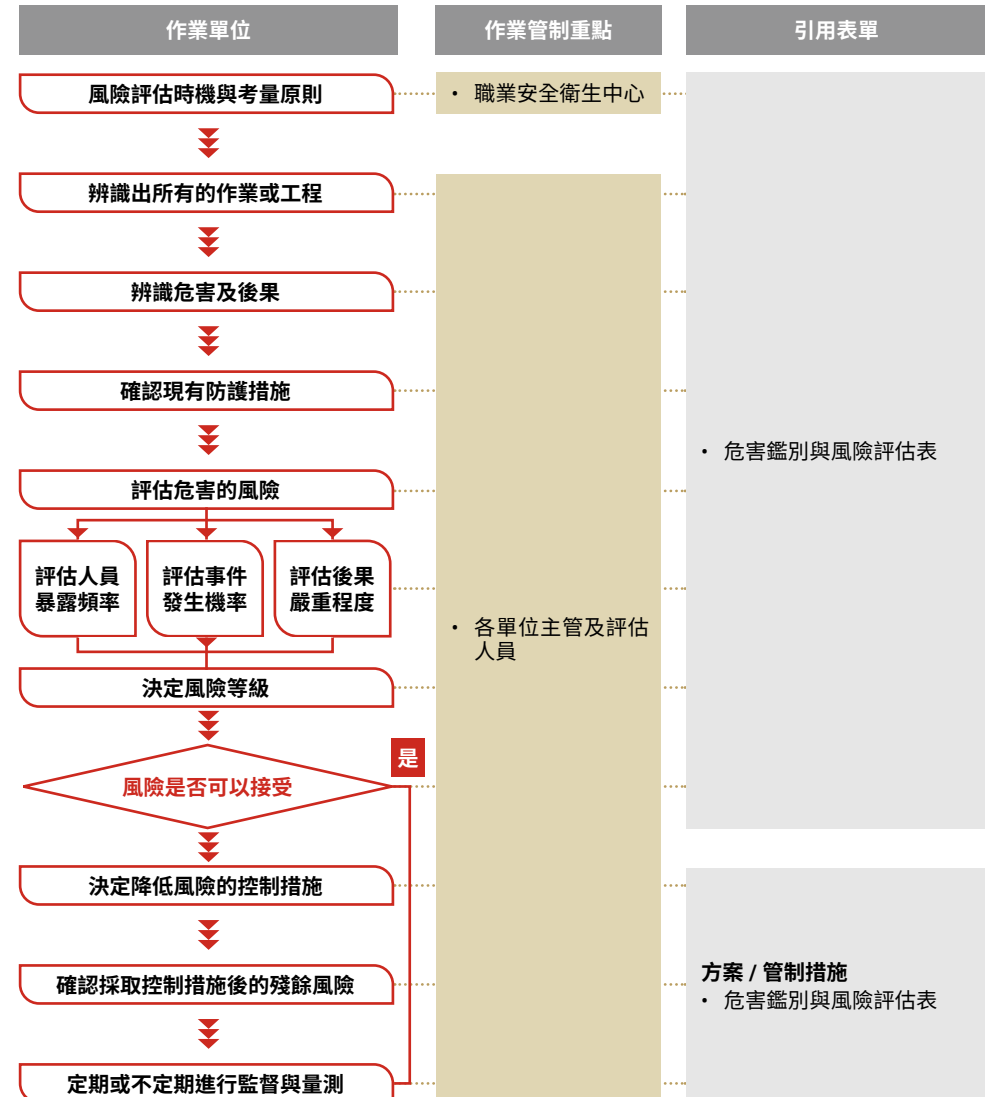 作業單位
作業管制重點
引用表單
風險評估時機與考量原則
• 職業安全衛生中心
辨識出所有的作業或工程
辨識危害及後果
確認現有防護措施
• 危害鑑別與風險評估表
評估危害的風險
評估人員
暴露頻率
評估事件
發生機率
評估後果
嚴重程度
• 各單位主管及評估
人員
決定風險等級
是
風險是否可以接受
決定降低風險的控制措施
確認採取控制措施後的殘餘風險
方案 / 管制措施
• 危害鑑別與風險評估表
定期或不定期進行監督與量測